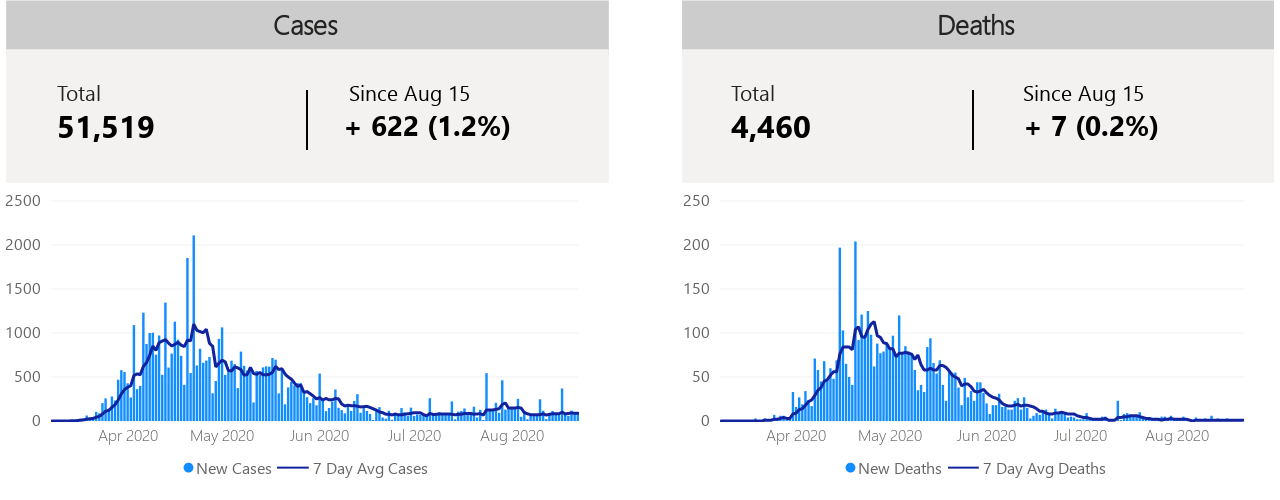 Cases
Total
Since Aug 15
51,519
+ 622 (1.2%)
2500
2000
1500
1000
500
0
Apr 2020 May 2020 Jun 2020 Jul 2020 Aug 2020
New Cases 7 Day Avg Cases
Deaths
Total
Since Aug 15
4,460
+ 7 (0.2%)
250
200
150
100
50
0
Apr 2020 May 2020 Jun 2020 Jul 2020 Aug 2020
New Deaths 7 Day Avg Deaths